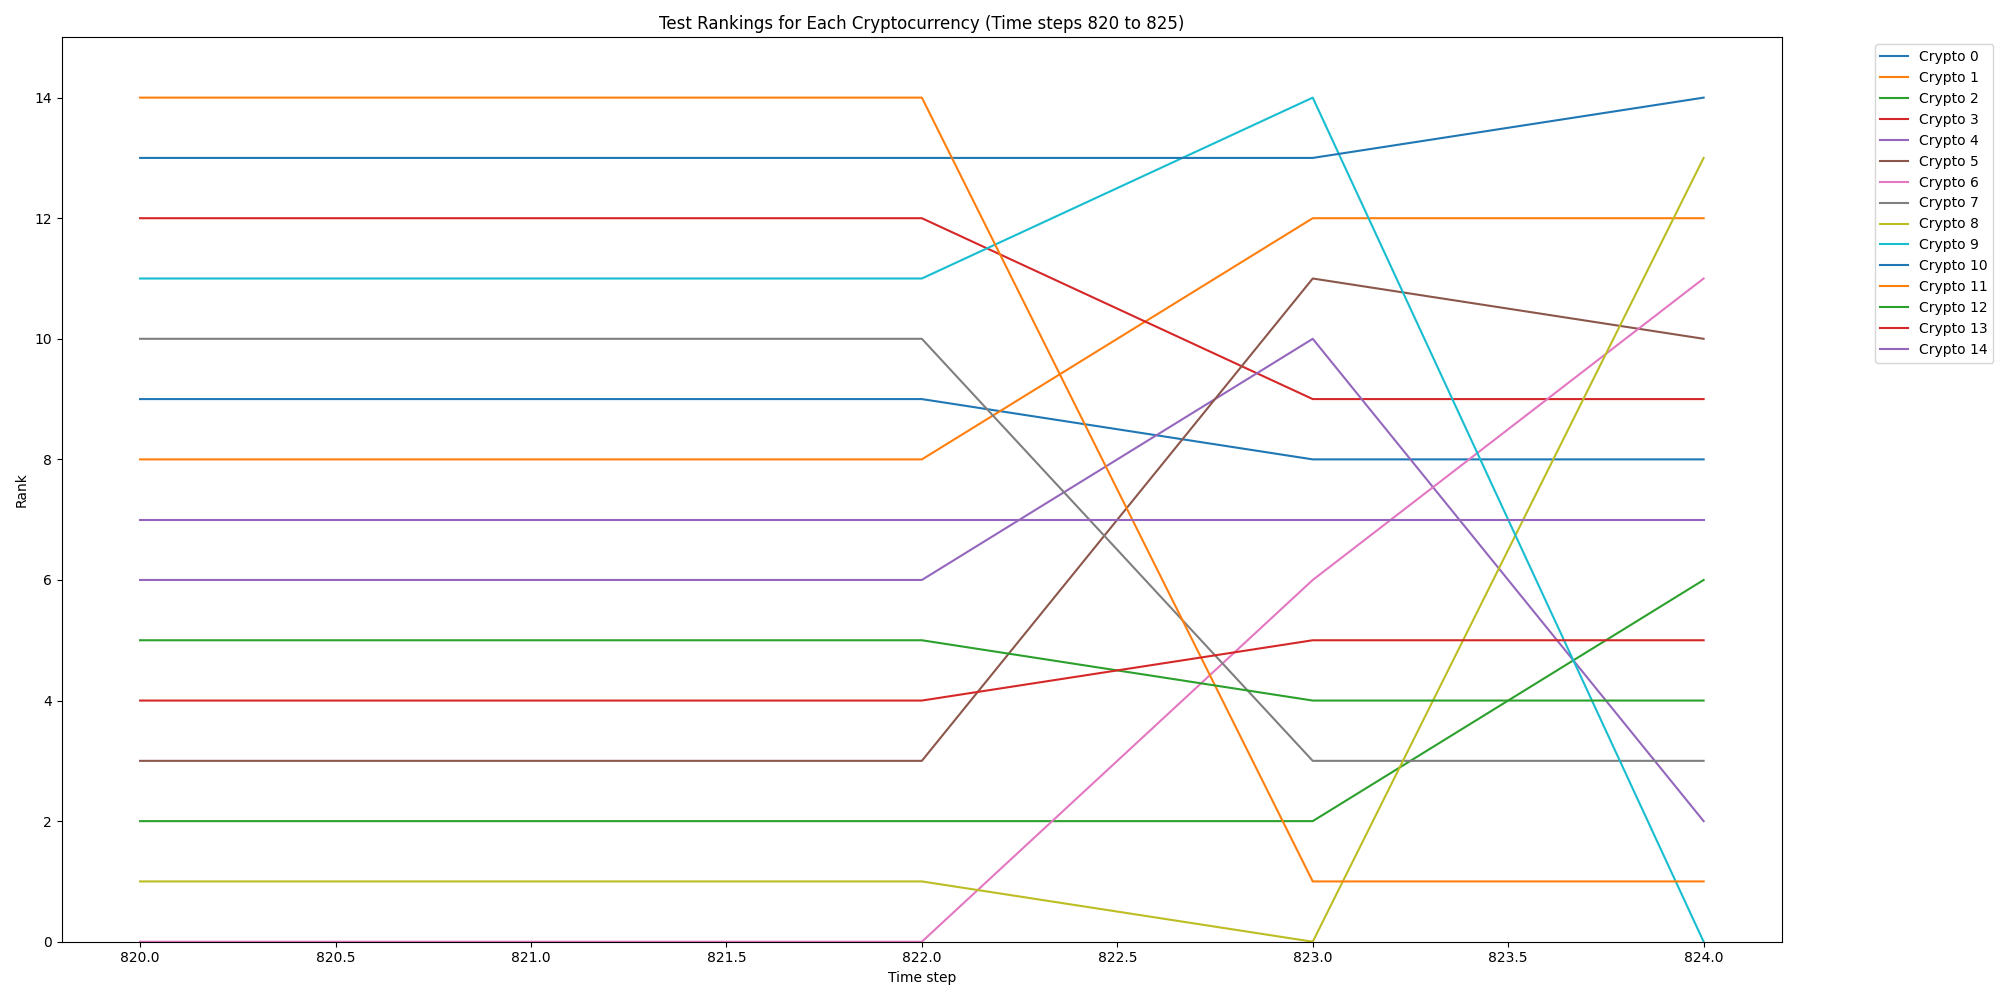 Test Rankings for Each Cryptocurrency (Time steps 820 to 825)
Crypto 0
Crypto 1
Crypto 2
Crypto 3
Crypto 4
Crypto 5
Crypto 6
Crypto 7
Crypto 8
Crypto 9
Crypto 10
Crypto 11
Crypto 12
Crypto 13
Crypto 14
Rank
14
12
10
8
6
4
2
0
820.0 820.5 821.0 821.5 822.0 822.5 823.0 823.5 824.0
Time step